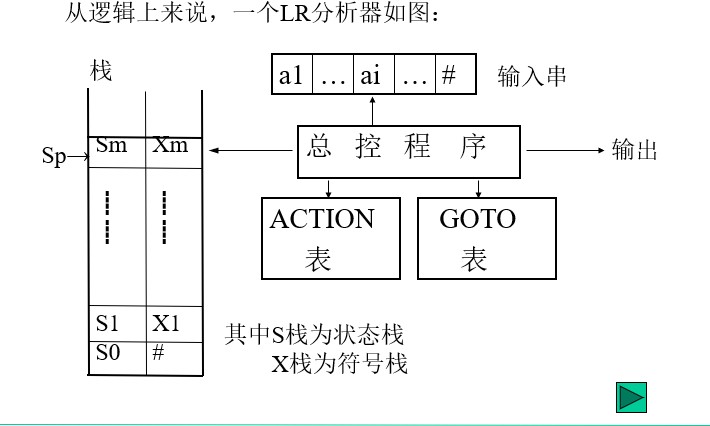 从逻辑上来说，一个LR分析器如图：
栈
a1 … ai … #
输入串
Sp
Sm Xm
总 控 程 序
输出
ACTION
表
GOTO
表
S1 X1
S0 #
其中S栈为状态栈
X栈为符号栈